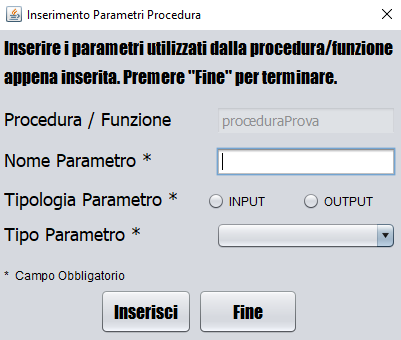 Inserimento Parametri Procedura
Inserire i parametri utilizzati dalla procedura/funzione
appena inserita. Premere "Fine" per terminare.
Procedura / Funzione
proceduraProva
Nome Parametro *
Tipologia Parametro *
INPUT
OUTPUT
Tipo Parametro *
* Campo Obbligatorio
Inserisci
Fine